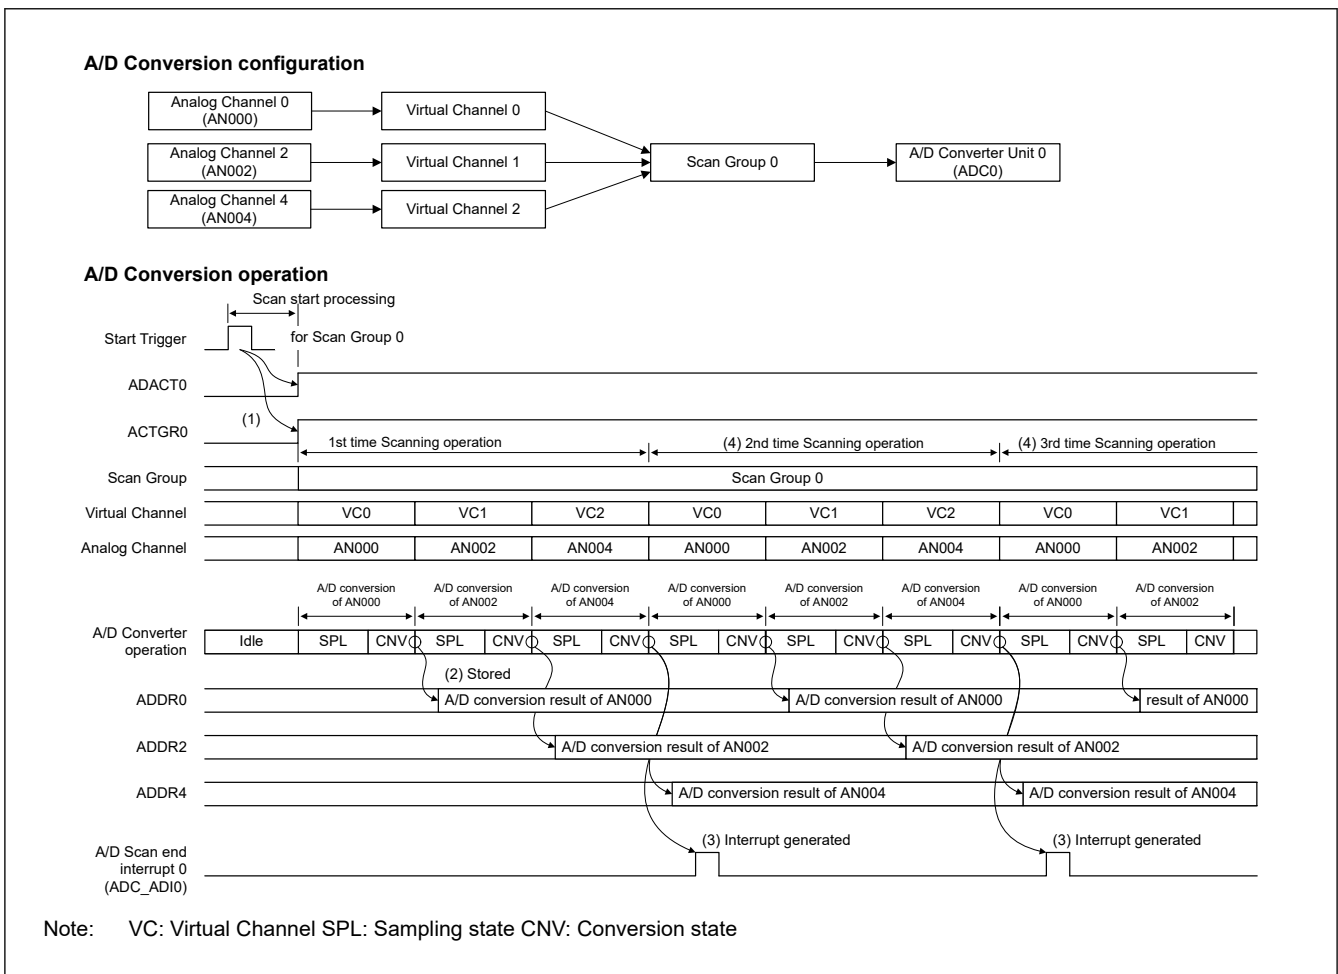 A/D Conversion configuration
Analog Channel 0
(AN000)
Virtual Channel 0
Analog Channel 2
(AN002)
Virtual Channel 1
Scan Group 0
A/D Converter Unit 0
(ADC0)
Analog Channel 4
(AN004)
Virtual Channel 2
A/D Conversion operation
Scan start processing
Start Trigger
for Scan Group 0
ADACT0
(1)
ACTGR0
1st time Scanning operation
(4) 2nd time Scanning operation
(4) 3rd time Scanning operation
Scan Group
Scan Group 0
Virtual Channel
VC0 VC1 VC2 VC0 VC1 VC2 VC0 VC1
Analog Channel
AN000 AN002 AN004 AN000 AN002 AN004 AN000 AN002
A/D conversion
of AN000
A/D conversion
of AN002
A/D conversion
of AN004
A/D conversion
of AN000
A/D conversion
of AN002
A/D conversion
of AN004
A/D conversion
of AN000
A/D conversion
of AN002
A/D Converter
operation
Idle SPL CNV SPL CNV SPL CNV SPL CNV SPL CNV SPL CNV SPL CNV SPL CNV
(2) Stored
ADDR0
A/D conversion result of AN000
A/D conversion result of AN000
result of AN000
ADDR2
A/D conversion result of AN002
A/D conversion result of AN002
ADDR4
A/D conversion result of AN004
A/D conversion result of AN004
(3) Interrupt generated
(3) Interrupt generated
A/D Scan end
interrupt 0
(ADC_ADI0)
Note: VC: Virtual Channel SPL: Sampling state CNV: Conversion state